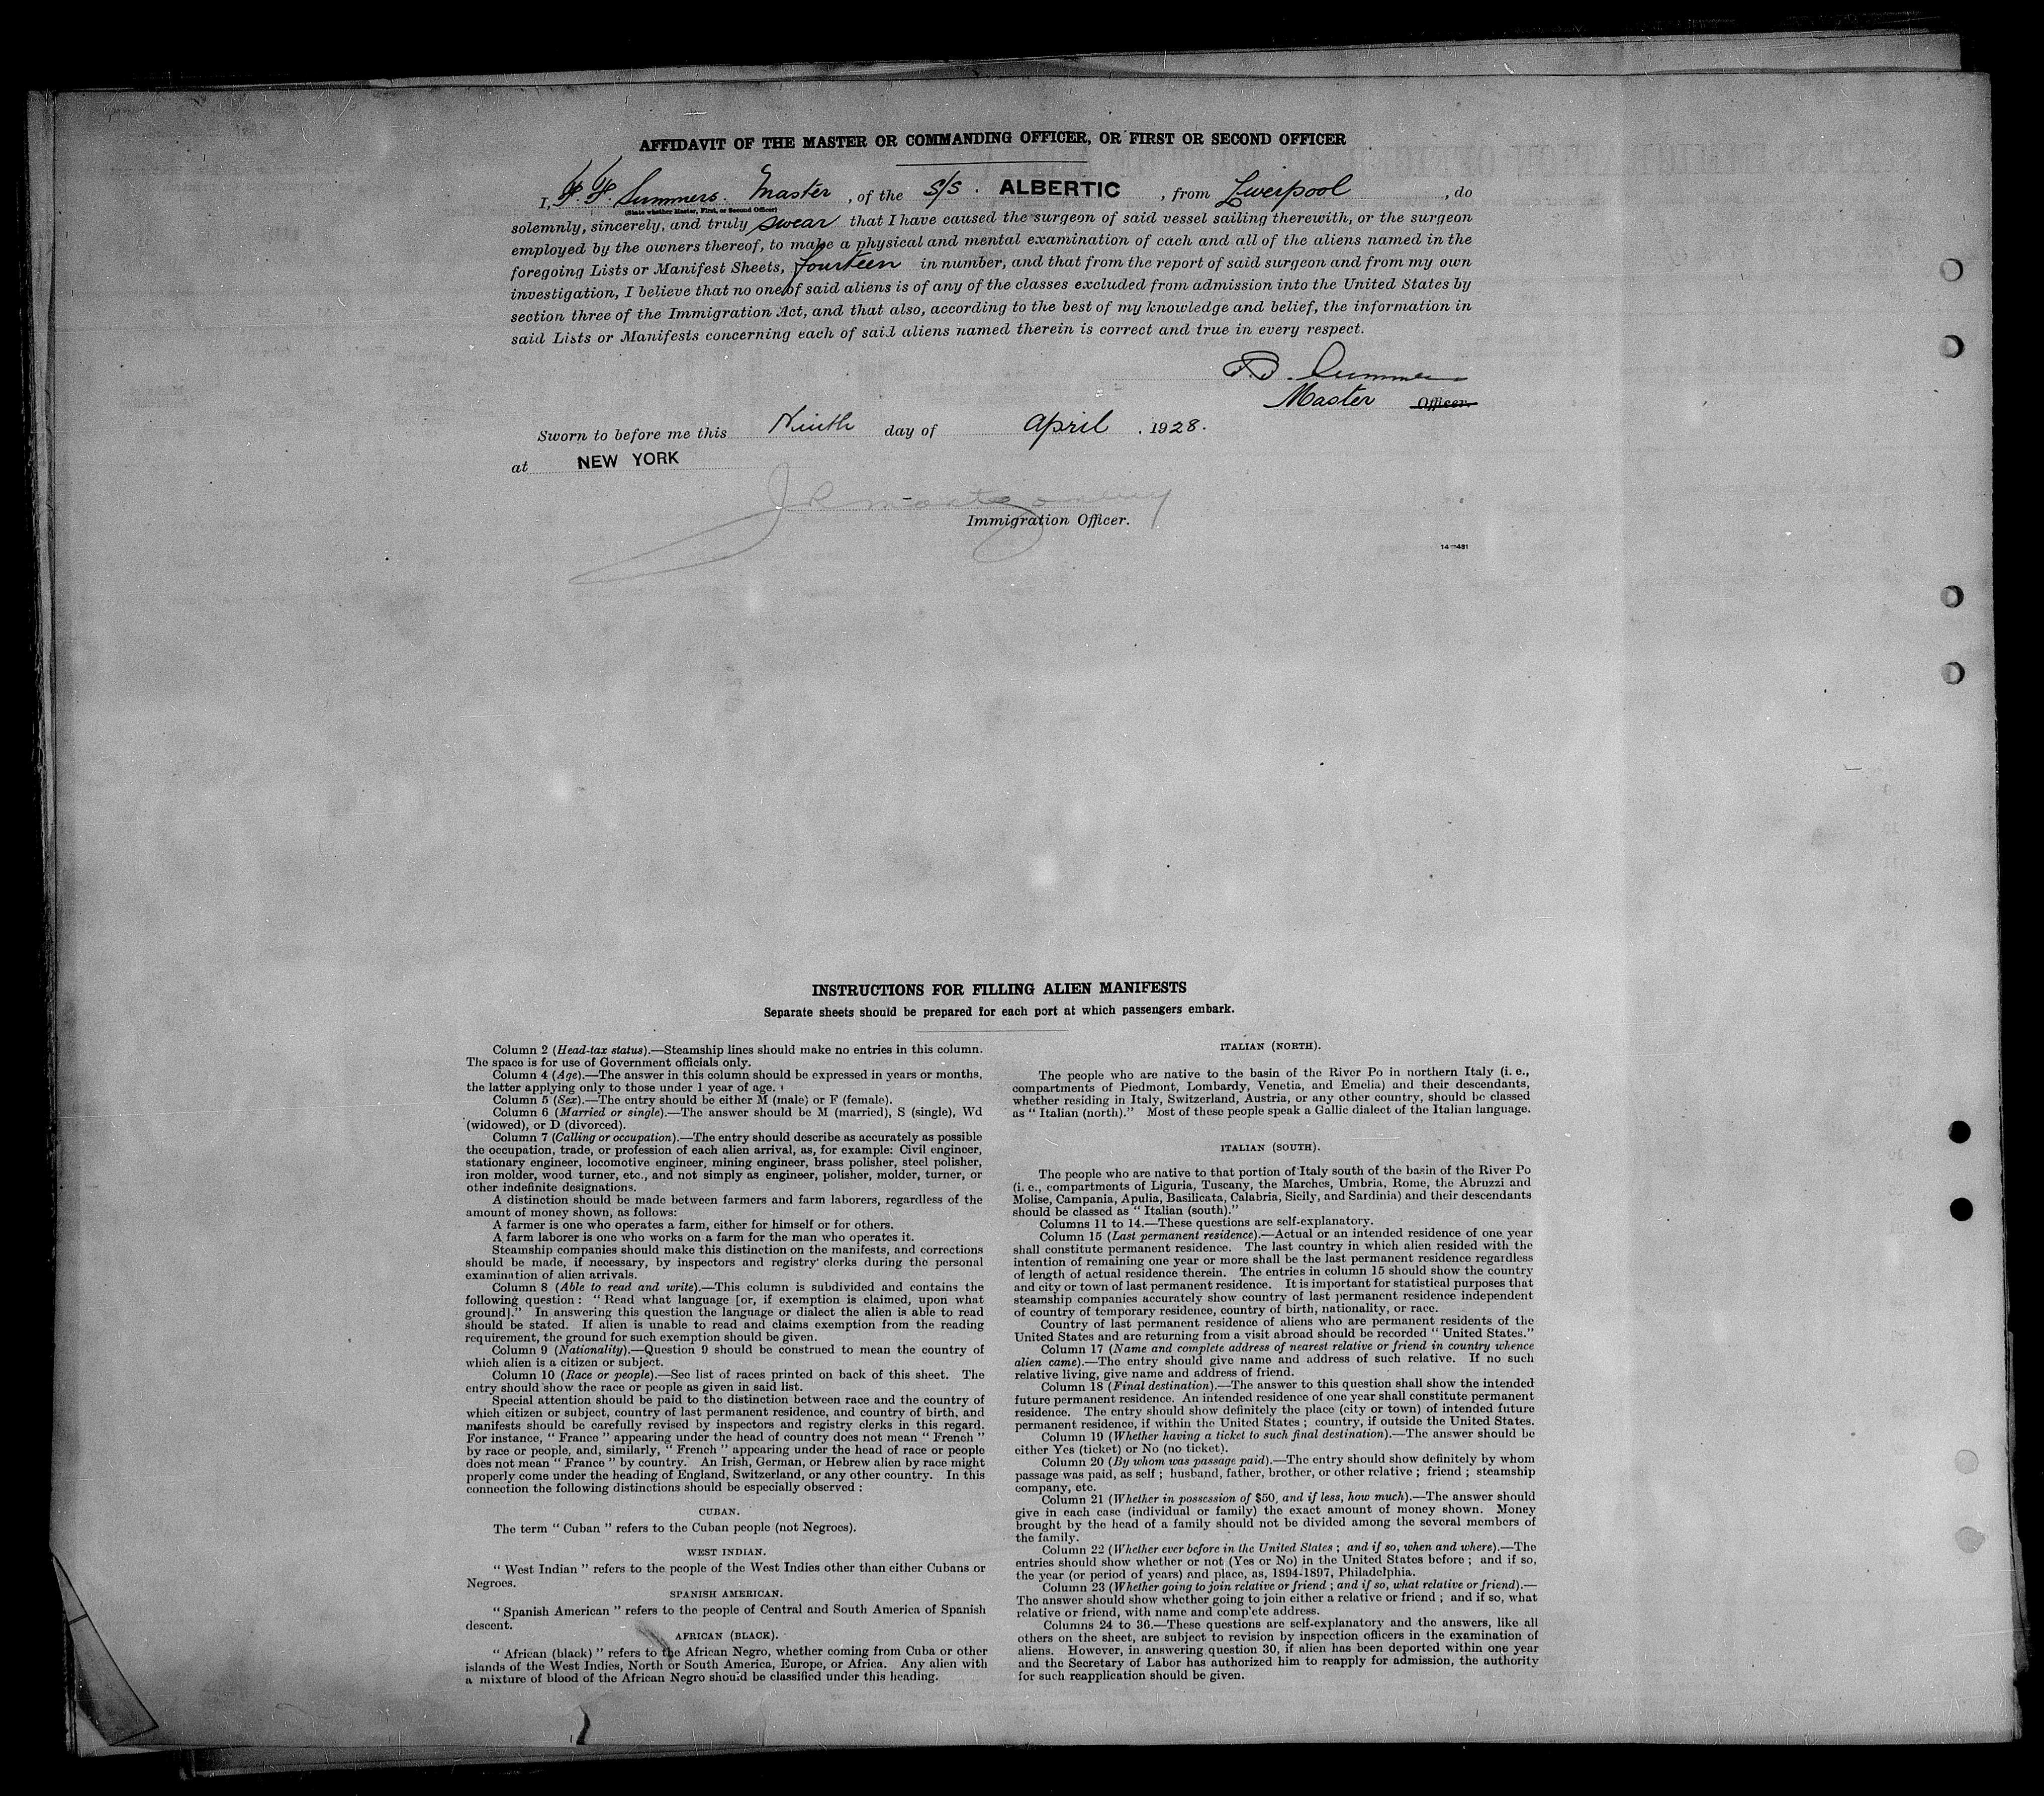 AFFIDAVIT OF THE MASTER OR COMMANDING OFFICER, OR FIRST OR SECOND OFFICER
I, F. F. Summers. Master, of the S/S. ALBERTIC, from Liverpool, do
(State whether Master, First, or Second Officer)
solemnly, sincerely, and truly swear that I have caused the surgeon of said vessel sailing therewith, or the surgeon
employed by the owners thereof, to make a physical and mental examination of each and all of the aliens named in the
foregoing Lists or Manifest Sheets, fourteen in number, and that from the report of said surgeon and from my own
investigation, I believe that no one of said aliens is of any of the classes excluded from admission into the United States by
section three of the Immigration Act, and that also, according to the best of my knowledge and belief, the information in
said Lists or Manifests concerning each of said aliens named therein is correct and true in every respect.
Summers
Master Officer.
Sworn to before me this Ninth day of April, 1928.
at NEW YORK
J R Montgomery
Immigration Officer.
14—481
INSTRUCTIONS FOR FILLING ALIEN MANIFESTS
Separate sheets should be prepared for each port at which passengers embark.
Column 2 (Head-tax status).—Steamship lines should make no entries in this column.
The space is for use of Government officials only.
Column 4 (Age).—The answer in this column should be expressed in years or months,
the latter applying only to those under 1 year of age.
Column 5 (Sex).—The entry should be either M (male) or F (female).
Column 6 (Married or single).—The answer should be M (married), S (single), Wd
(widowed), or D (divorced).
Column 7 (Calling or occupation).—The entry should describe as accurately as possible
the occupation, trade, or profession of each alien arrival, as, for example: Civil engineer,
stationary engineer, locomotive engineer, mining engineer, brass polisher, steel polisher,
iron molder, wood turner, etc., and not simply as engineer, polisher, molder, turner, or
other indefinite designations.
A distinction should be made between farmers and farm laborers, regardless of the
amount of money shown, as follows:
A farmer is one who operates a farm, either for himself or for others.
A farm laborer is one who works on a farm for the man who operates it.
Steamship companies should make this distinction on the manifests, and corrections
should be made, if necessary, by inspectors and registry clerks during the personal
examination of alien arrivals.
Column 8 (Able to read and write).—This column is subdivided and contains the
following question: "Read what language [or, if exemption is claimed, upon what
ground]." In answering this question the language or dialect the alien is able to read
should be stated. If alien is unable to read and claims exemption from the reading
requirement, the ground for such exemption should be given.
Column 9 (Nationality).—Question 9 should be construed to mean the country of
which alien is a citizen or subject.
Column 10 (Race or people).—See list of races printed on back of this sheet. The
entry should show the race or people as given in said list.
Special attention should be paid to the distinction between race and the country of
which citizen or subject, country of last permanent residence, and country of birth, and
manifests should be carefully revised by inspectors and registry clerks in this regard.
For instance, "France" appearing under the head of country does not mean "French"
by race or people, and, similarly, "French" appearing under the head of race or people
does not mean "France" by country. An Irish, German, or Hebrew alien by race might
properly come under the heading of England, Switzerland, or any other country. In this
connection the following distinctions should be especially observed:
CUBAN.
The term "Cuban" refers to the Cuban people (not Negroes).
WEST INDIAN.
"West Indian" refers to the people of the West Indies other than either Cubans or
Negroes.
SPANISH AMERICAN.
"Spanish American" refers to the people of Central and South America of Spanish
descent.
AFRICAN (BLACK).
"African (black)" refers to the African Negro, whether coming from Cuba or other
islands of the West Indies, North or South America, Europe, or Africa. Any alien with
a mixture of blood of the African Negro should be classified under this heading.
ITALIAN (NORTH).
The people who are native to the basin of the River Po in northern Italy (i. e.,
compartments of Piedmont, Lombardy, Venetia, and Emelia) and their descendants,
whether residing in Italy, Switzerland, Austria, or any other country, should be classed
as "Italian (north)." Most of these people speak a Gallic dialect of the Italian language.
ITALIAN (SOUTH).
The people who are native to that portion of Italy south of the basin of the River Po
(i. e., compartments of Liguria, Tuscany, the Marches, Umbria, Rome, the Abruzzi and
Molise, Campania, Apulia, Basilicata, Calabria, Sicily, and Sardinia) and their descendants
should be classed as "Italian (south)."
Columns 11 to 14.—These questions are self-explanatory.
Column 15 (Last permanent residence).—Actual or an intended residence of one year
shall constitute permanent residence. The last country in which alien resided with the
intention of remaining one year or more shall be the last permanent residence regardless
of length of actual residence therein. The entries in column 15 should show the country
and city or town of last permanent residence. It is important for statistical purposes that
steamship companies accurately show country of last permanent residence independent
of country of temporary residence, country of birth, nationality, or race.
Country of last permanent residence of aliens who are permanent residents of the
United States and are returning from a visit abroad should be recorded "United States."
Column 17 (Name and complete address of nearest relative or friend in country whence
alien came).—The entry should give name and address of such relative. If no such
relative living, give name and address of friend.
Column 18 (Final destination).—The answer to this question shall show the intended
future permanent residence. An intended residence of one year shall constitute permanent
residence. The entry should show definitely the place (city or town) of intended future
permanent residence, if within the United States; country, if outside the United States.
Column 19 (Whether having a ticket to such final destination).—The answer should be
either Yes (ticket) or No (no ticket).
Column 20 (By whom was passage paid).—The entry should show definitely by whom
passage was paid, as self; husband, father, brother, or other relative; friend; steamship
company, etc.
Column 21 (Whether in possession of $50, and if less, how much).—The answer should
give in each case (individual or family) the exact amount of money shown. Money
brought by the head of a family should not be divided among the several members of
the family.
Column 22 (Whether ever before in the United States; and if so, when and where).—The
entries should show whether or not (Yes or No) in the United States before; and if so,
the year (or period of years) and place, as, 1894-1897, Philadelphia.
Column 23 (Whether going to join relative or friend; and if so, what relative or friend).—
The answer should show whether going to join either a relative or friend; and if so, what
relative or friend, with name and complete address.
Columns 24 to 36.—These questions are self-explanatory and the answers, like all
others on the sheet, are subject to revision by inspection officers in the examination of
aliens. However, in answering question 30, if alien has been deported within one year
and the Secretary of Labor has authorized him to reapply for admission, the authority
for such reapplication should be given.